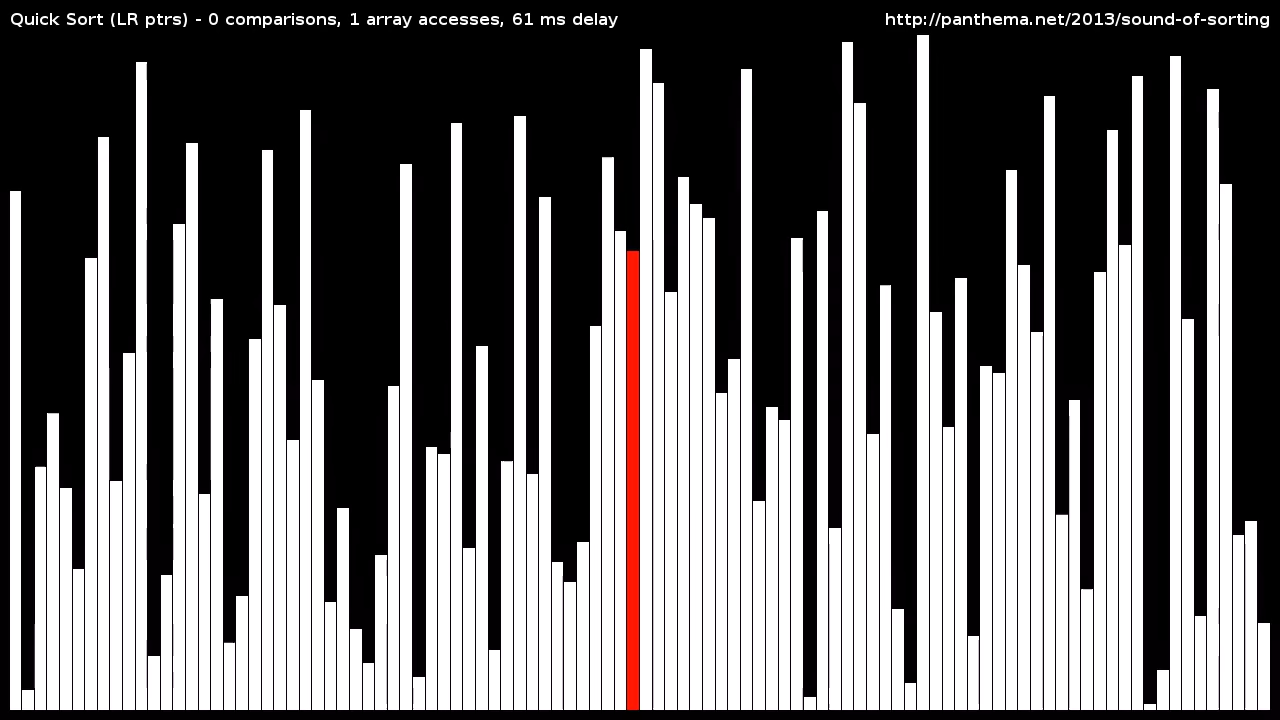 Quick Sort (LR ptrs) - 0 comparisons, 1 array accesses, 61 ms delay
http://panthema.net/2013/sound-of-sorting